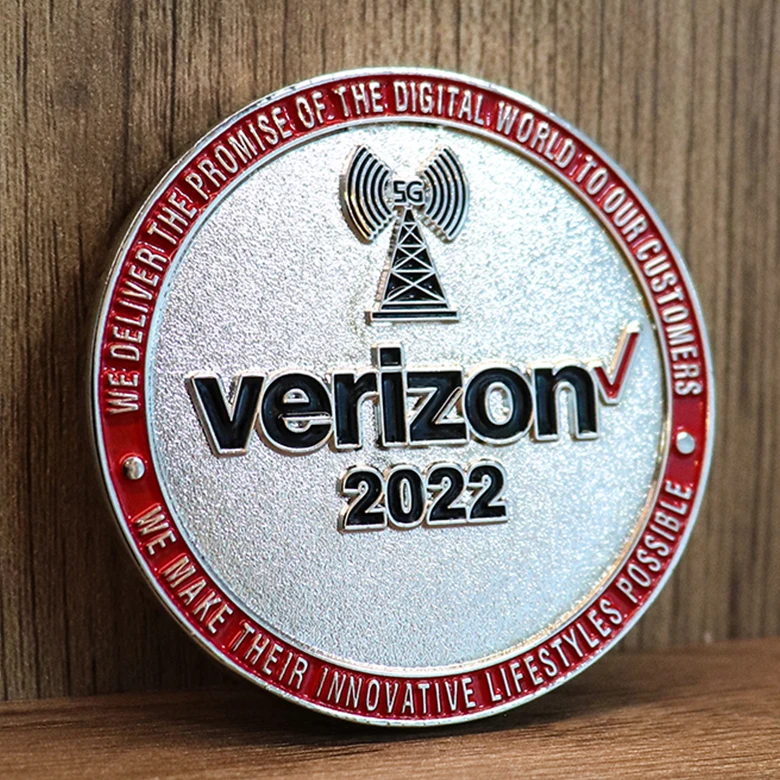 WE DELIVER THE PROMISE OF THE DIGITAL WORLD TO OUR CUSTOMERS
5G
verizon
2022
WE MAKE THEIR INNOVATIVE LIFESTYLES POSSIBLE